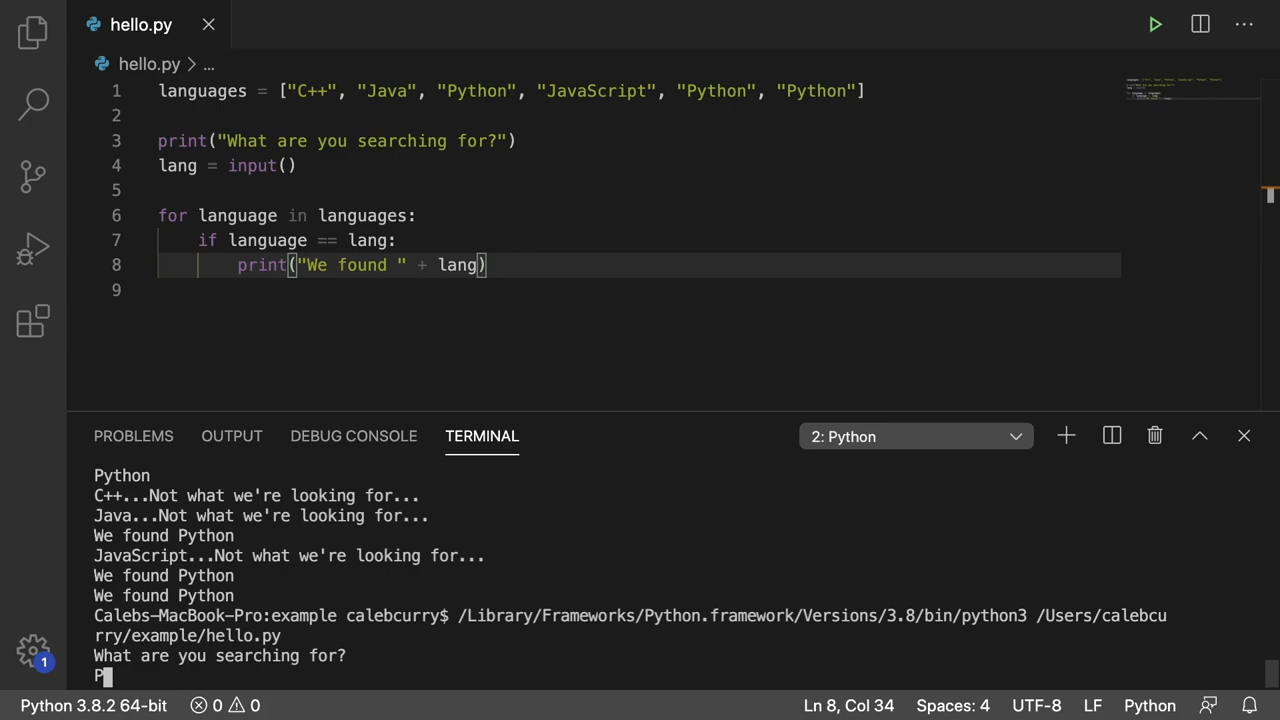 hello.py
hello.py > ...
1 languages = ["C++", "Java", "Python", "JavaScript", "Python", "Python"]
2
3 print("What are you searching for?")
4 lang = input()
5
6 for language in languages:
7     if language == lang:
8         print("We found " + lang)
9
PROBLEMS OUTPUT DEBUG CONSOLE TERMINAL 2: Python
Python
C++...Not what we're looking for...
Java...Not what we're looking for...
We found Python
JavaScript...Not what we're looking for...
We found Python
We found Python
Calebs-MacBook-Pro:example calebcurry$ /Library/Frameworks/Python.framework/Versions/3.8/bin/python3 /Users/calebcu
rry/example/hello.py
What are you searching for?
P
1
Python 3.8.2 64-bit 0 0 Ln 8, Col 34 Spaces: 4 UTF-8 LF Python